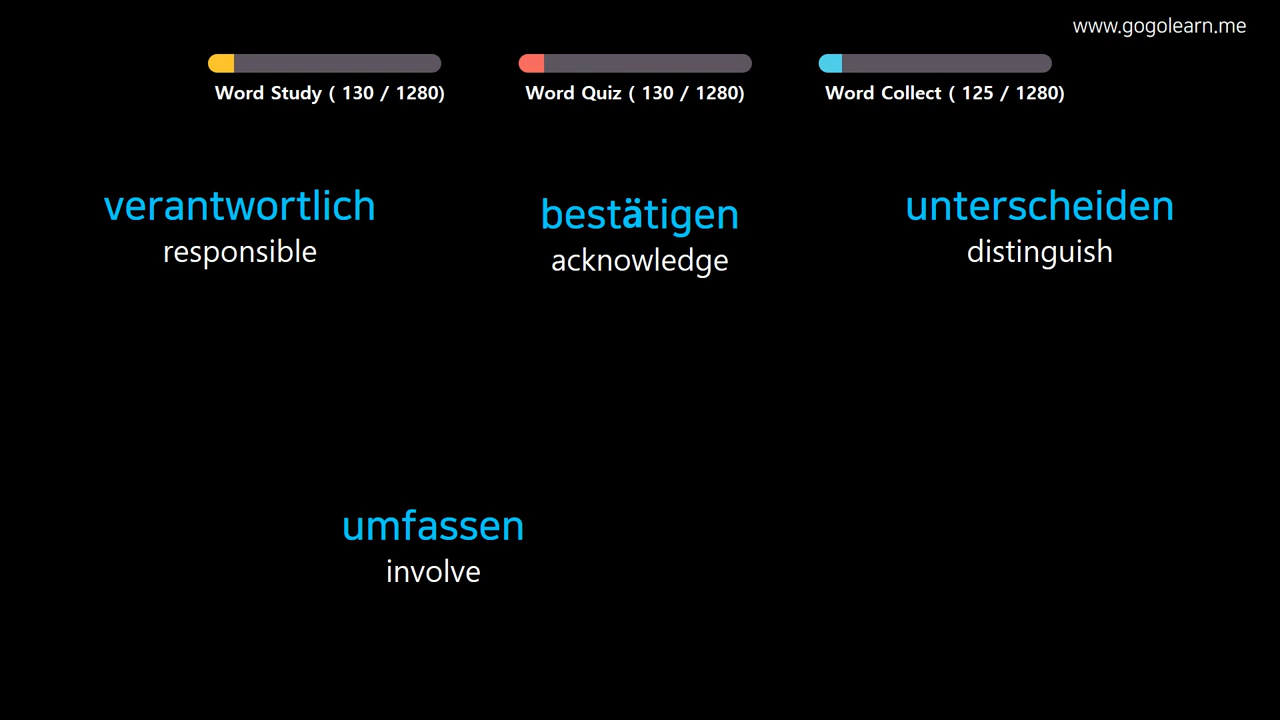 www.gogolearn.me
Word Study ( 130 / 1280)
Word Quiz ( 130 / 1280)
Word Collect ( 125 / 1280)
verantwortlich
responsible
bestätigen
acknowledge
unterscheiden
distinguish
umfassen
involve